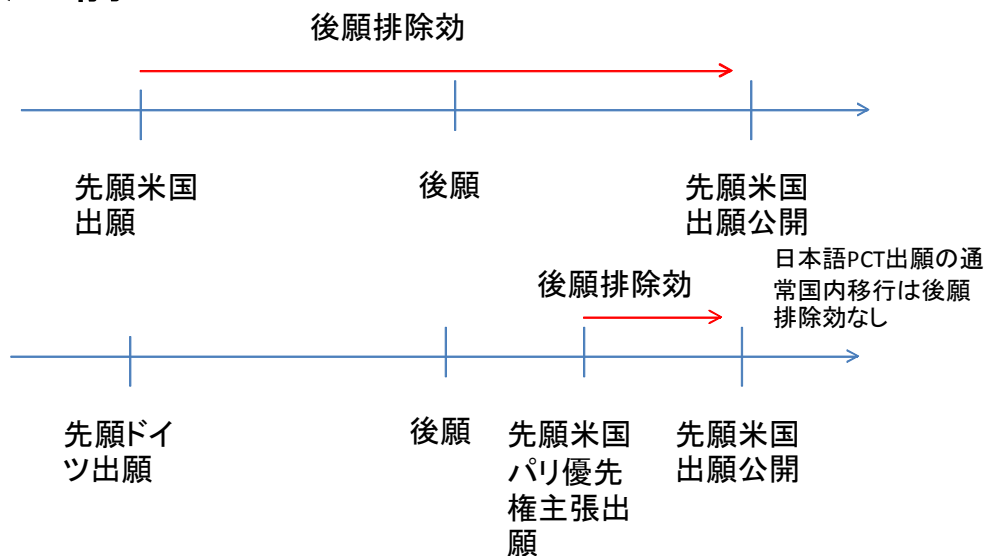 後願排除効
先願米国
出願
後願
先願米国
出願公開
日本語PCT出願の通
常国内移行は後願
排除効なし
後願排除効
先願ドイ
ツ出願
後願
先願米国
パリ優先
権主張出
願
先願米国
出願公開